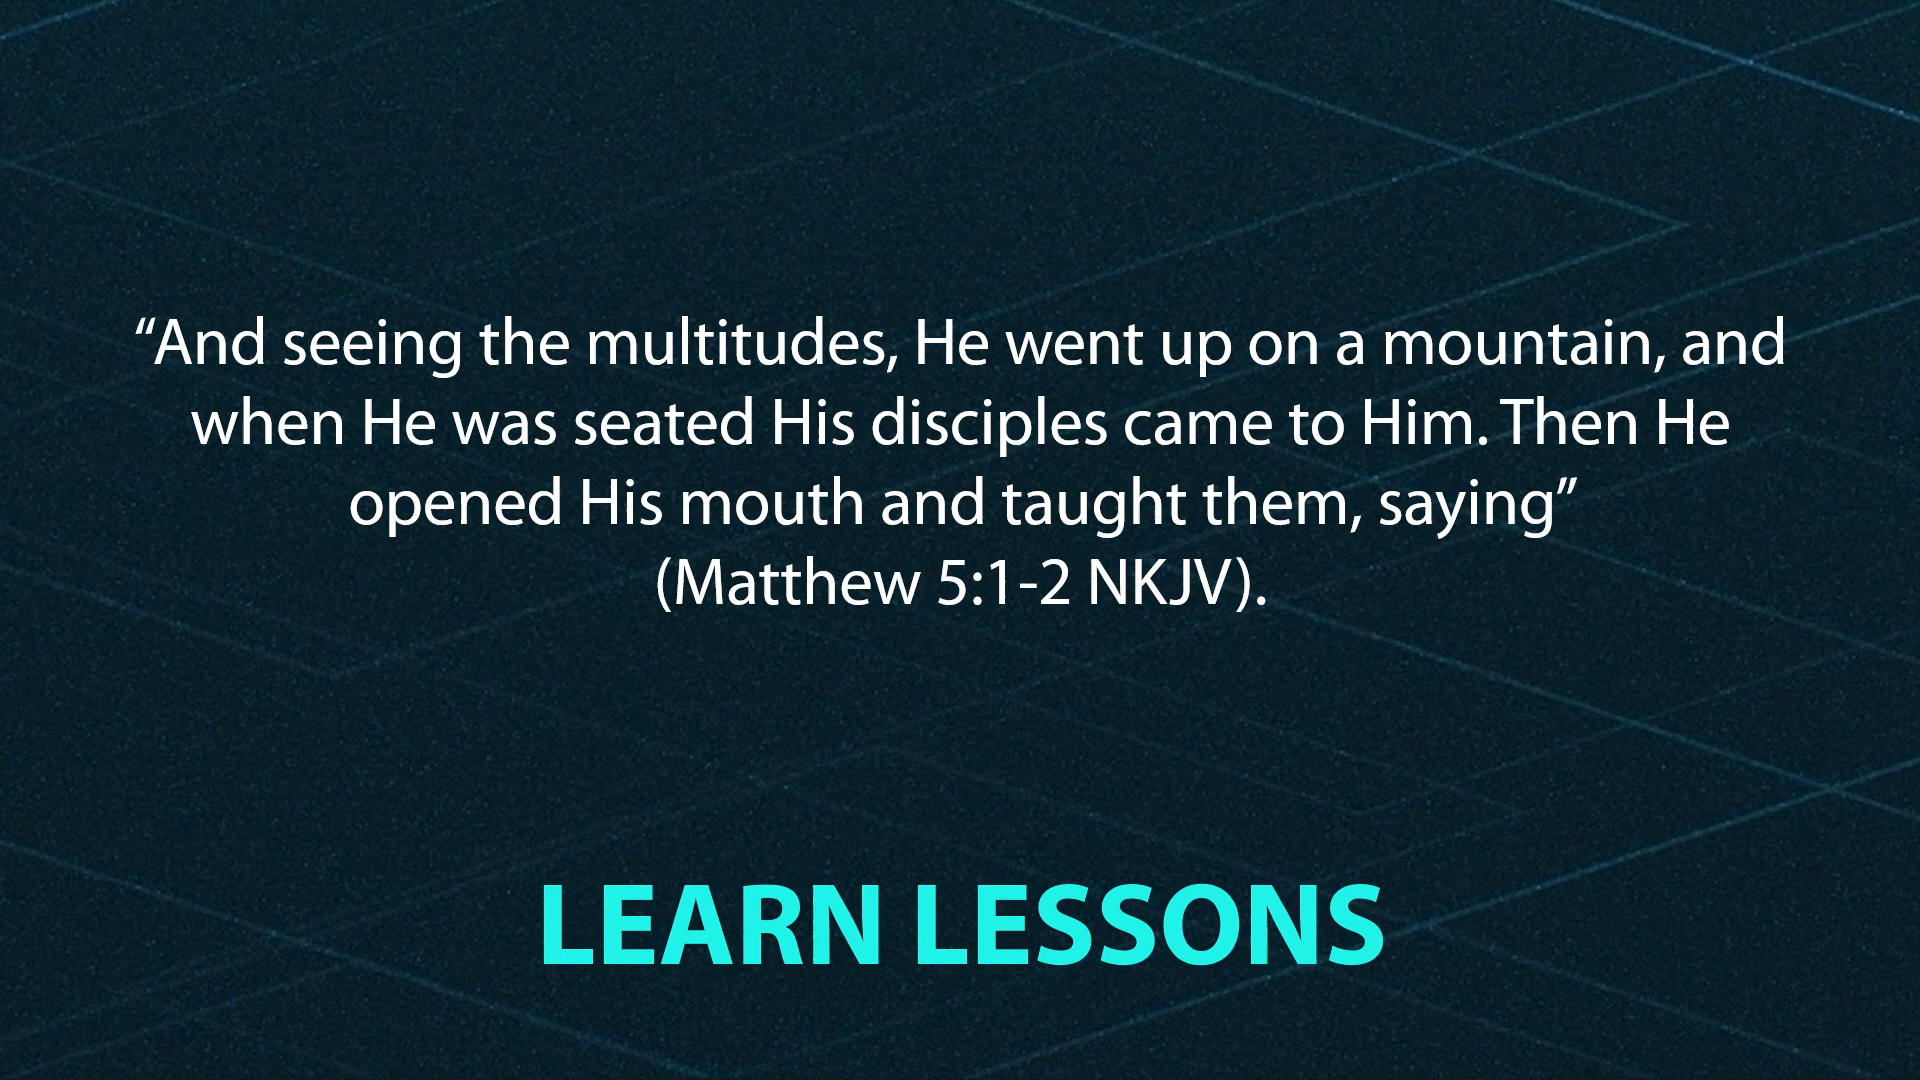 “And seeing the multitudes, He went up on a mountain, and
when He was seated His disciples came to Him. Then He
opened His mouth and taught them, saying”
(Matthew 5:1-2 NKJV).
LEARN LESSONS